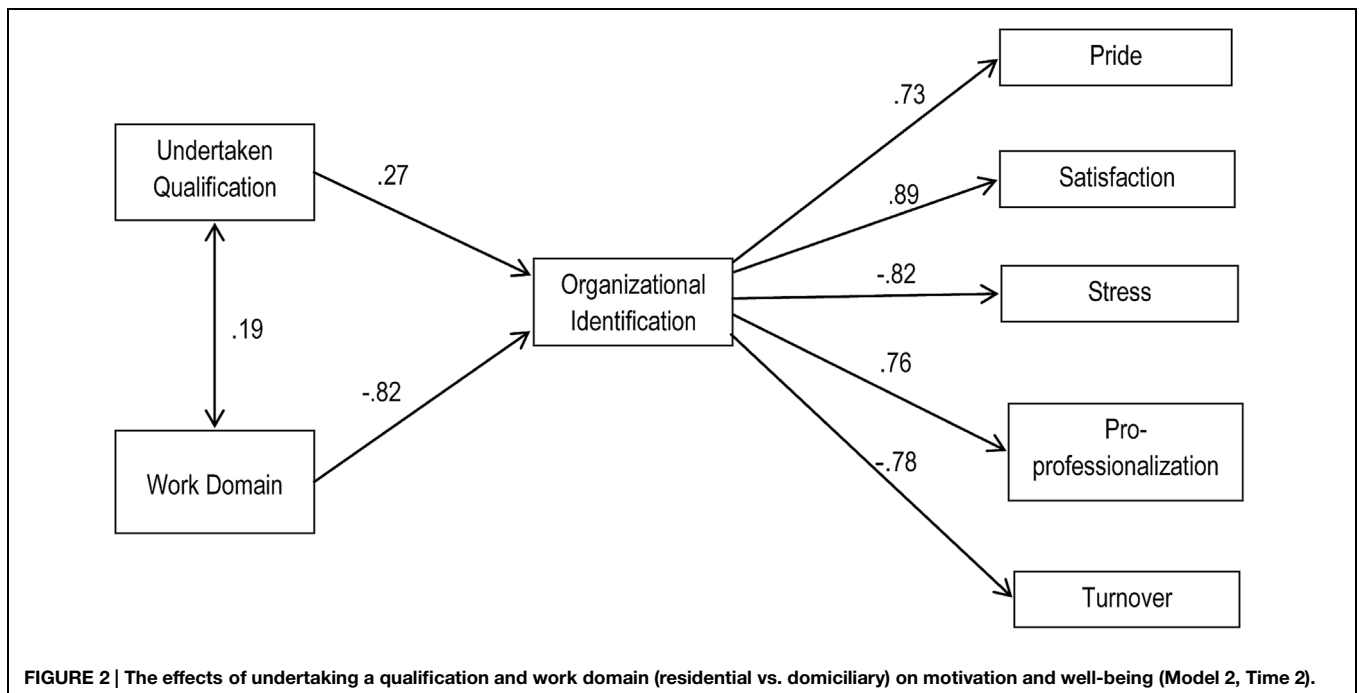 Pride
.73
Undertaken
Qualification
.27
Satisfaction
.89
Organizational
Identification
-.82
Stress
.19
.76
-.82
Pro-
professionalization
-.78
Work Domain
Turnover
FIGURE 2 | The effects of undertaking a qualification and work domain (residential vs. domiciliary) on motivation and well-being (Model 2, Time 2).